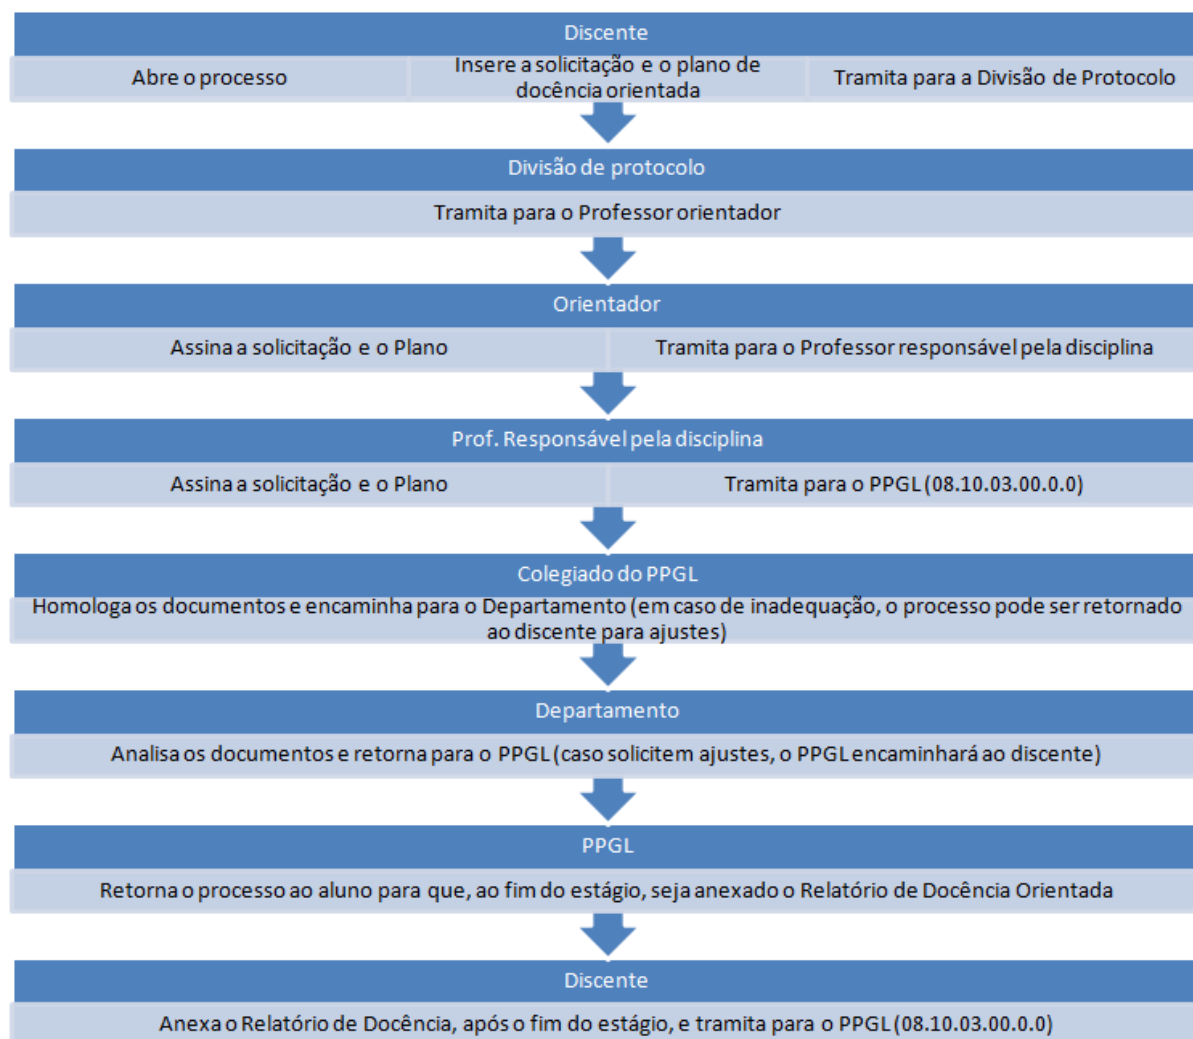 Discente
Abre o processo
Insere a solicitação e o plano de
docência orientada
Tramita para a Divisão de Protocolo
Divisão de protocolo
Tramita para o Professor orientador
Orientador
Assina a solicitação e o Plano
Tramita para o Professor responsável pela disciplina
Prof. Responsável pela disciplina
Assina a solicitação e o Plano
Tramita para o PPGL (08.10.03.00.0.0)
Colegiado do PPGL
Homologa os documentos e encaminha para o Departamento (em caso de inadequação, o processo pode ser retornado
ao discente para ajustes)
Departamento
Analisa os documentos e retorna para o PPGL (caso solicitem ajustes, o PPGL encaminhará ao discente)
PPGL
Retorna o processo ao aluno para que, ao fim do estágio, seja anexado o Relatório de Docência Orientada
Discente
Anexa o Relatório de Docência, após o fim do estágio, e tramita para o PPGL (08.10.03.00.0.0)